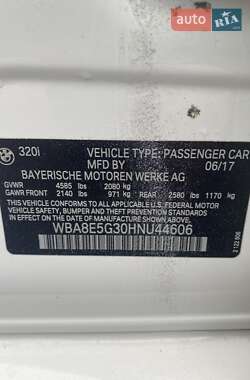 AUTO RIA
320i
VEHICLE TYPE: PASSENGER CAR
MFD BY 06/17
BAYERISCHE MOTOREN WERKE AG
GVWR 4585 lbs 2080 kg
GAWR FRONT 2140 lbs 971 kg REAR 2580 lbs 1170 kg
THIS VEHICLE CONFORMS TO ALL APPLICABLE
FEDERAL MOTOR VEHICLE SAFETY, BUMPER,
AND THEFT PREVENTION STANDARDS
IN EFFECT ON THE DATE OF MANUFACTURE SHOWN ABOVE.
WBA8E5G30HNU44606